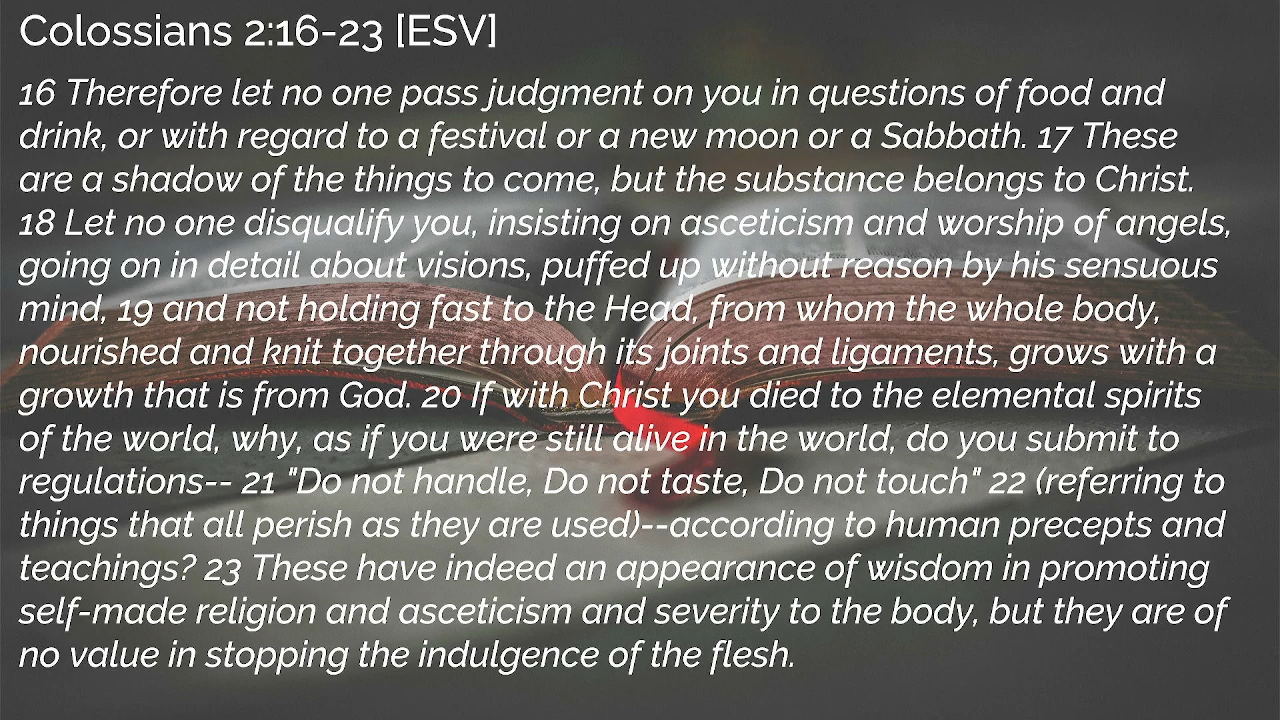 Colossians 2:16-23 [ESV]
16 Therefore let no one pass judgment on you in questions of food and
drink, or with regard to a festival or a new moon or a Sabbath. 17 These
are a shadow of the things to come, but the substance belongs to Christ.
18 Let no one disqualify you, insisting on asceticism and worship of angels,
going on in detail about visions, puffed up without reason by his sensuous
mind, 19 and not holding fast to the Head, from whom the whole body,
nourished and knit together through its joints and ligaments, grows with a
growth that is from God. 20 If with Christ you died to the elemental spirits
of the world, why, as if you were still alive in the world, do you submit to
regulations-- 21 "Do not handle, Do not taste, Do not touch" 22 (referring to
things that all perish as they are used)--according to human precepts and
teachings? 23 These have indeed an appearance of wisdom in promoting
self-made religion and asceticism and severity to the body, but they are of
no value in stopping the indulgence of the flesh.